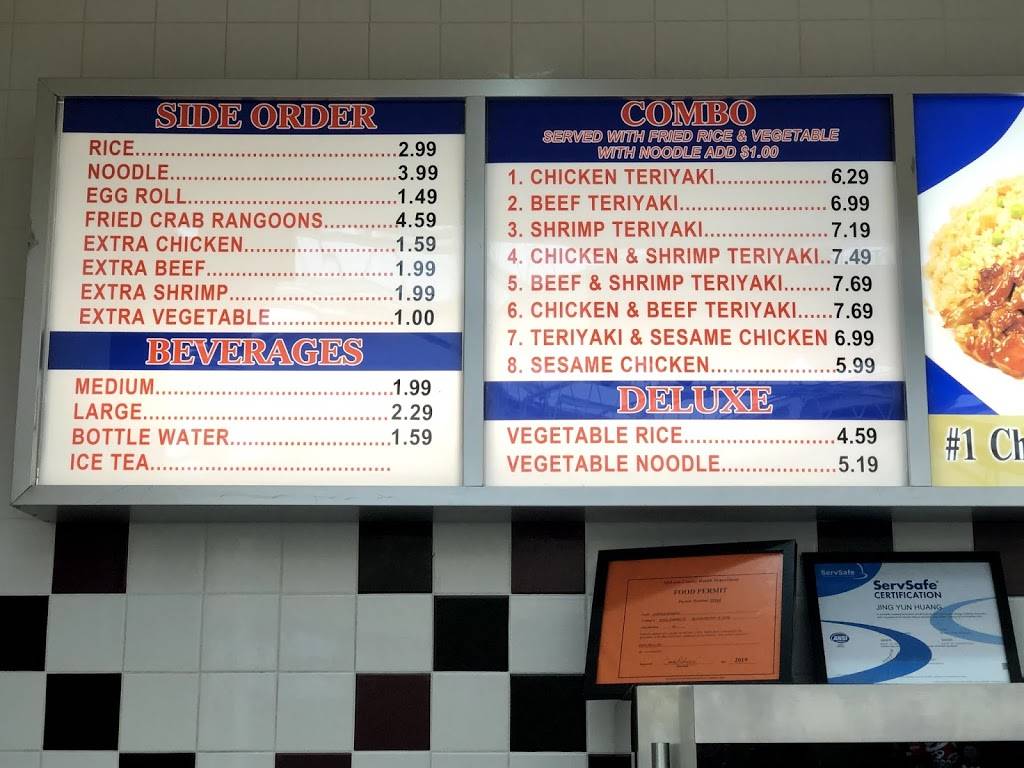 SIDE ORDER
RICE..........2.99
NOODLE..........3.99
EGG ROLL..........1.49
FRIED CRAB RANGOONS..........4.59
EXTRA CHICKEN..........1.59
EXTRA BEEF..........1.99
EXTRA SHRIMP..........1.99
EXTRA VEGETABLE..........1.00
BEVERAGES
MEDIUM..........1.99
LARGE..........2.29
BOTTLE WATER..........1.59
ICE TEA..........
COMBO
SERVED WITH FRIED RICE & VEGETABLE
WITH NOODLE ADD $1.00
1. CHICKEN TERIYAKI..........6.29
2. BEEF TERIYAKI..........6.99
3. SHRIMP TERIYAKI..........7.19
4. CHICKEN & SHRIMP TERIYAKI..7.49
5. BEEF & SHRIMP TERIYAKI.......7.69
6. CHICKEN & BEEF TERIYAKI......7.69
7. TERIYAKI & SESAME CHICKEN 6.99
8. SESAME CHICKEN..........5.99
DELUXE
VEGETABLE RICE..........4.59
VEGETABLE NOODLE..........5.19
#1 Ch
FOOD PERMIT
2019
ServSafe
ServSafe
CERTIFICATION
JING YUN HUANG
ANSI